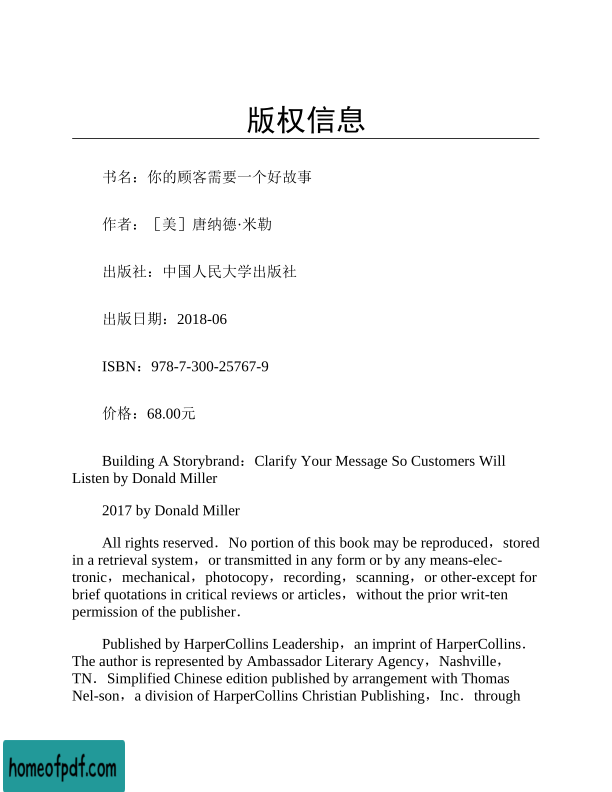 版权信息
书名：你的顾客需要一个好故事
作者：［美］唐纳德·米勒
出版社：中国人民大学出版社
出版日期：2018-06
ISBN：978-7-300-25767-9
价格：68.00元
Building A Storybrand：Clarify Your Message So Customers Will
Listen by Donald Miller
2017 by Donald Miller
All rights reserved．No portion of this book may be reproduced，stored
in a retrieval system，or transmitted in any form or by any means-elec-
tronic，mechanical，photocopy，recording，scanning，or other-except for
brief quotations in critical reviews or articles，without the prior writ-ten
permission of the publisher．
Published by HarperCollins Leadership，an imprint of HarperCollins．
The author is represented by Ambassador Literary Agency，Nashville，
TN．Simplified Chinese edition published by arrangement with Thomas
Nel-son，a division of HarperCollins Christian Publishing，Inc．through
homeofpdf.com